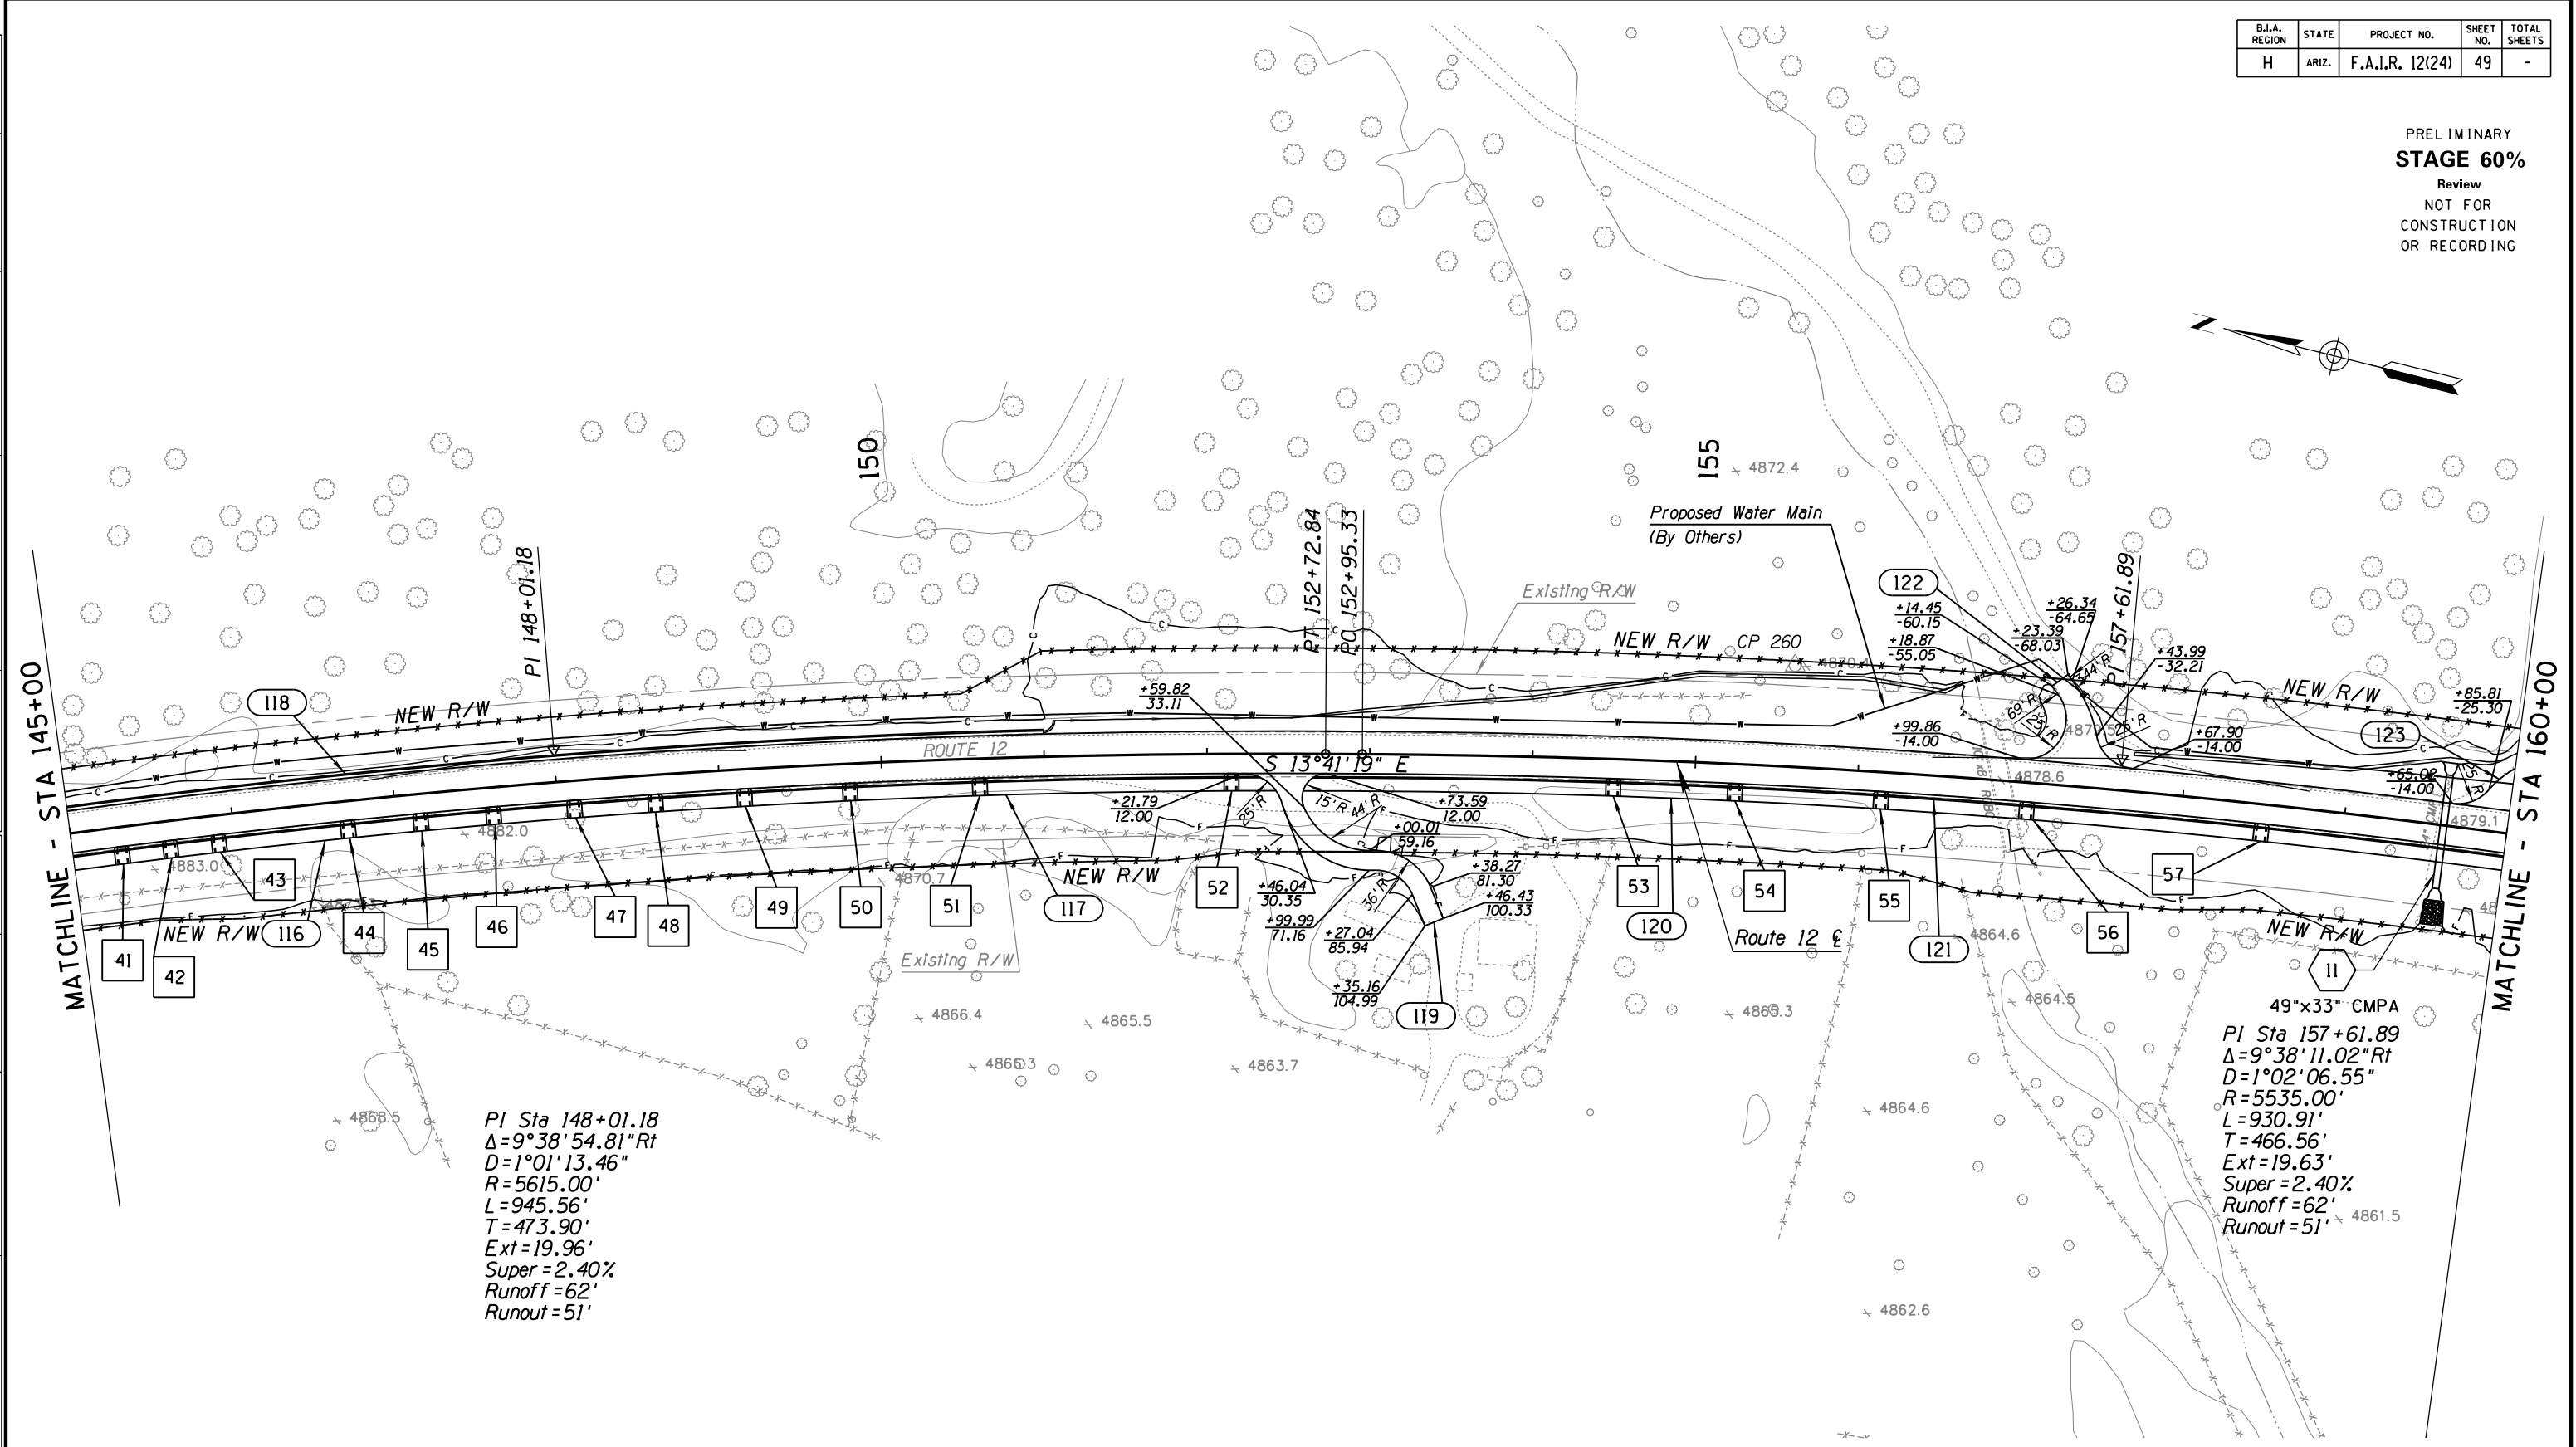 B.I.A. REGION STATE PROJECT NO. SHEET NO. TOTAL SHEETS
H ARIZ. F.A.I.R. 12(24) 49 -
PRELIMINARY
STAGE 60%
Review
NOT FOR
CONSTRUCTION
OR RECORDING
N
150
155
4872.4
PI 148+01.18
PT 152+72.84
PC 152+95.33
Proposed Water Main
(By Others)
PI 157+61.89
Existing R/W
122
+14.45
-60.15
+18.87
-55.05
+26.34
-64.65
+23.39
-68.03
+43.99
-32.21
NEW R/W
CP 260
344'R
69'R
25'R
25'R
118
NEW R/W
+59.82
33.11
NEW R/W
+85.81
-25.30
123
+99.86
-14.00
+67.90
-14.00
+65.02
-14.00
25'R
MATCHLINE - STA 145+00
MATCHLINE - STA 160+00
ROUTE 12
S 13°41'19" E
4878.6
4879.1
+21.79
12.00
25'R
15'R
44'R
+73.59
12.00
+00.01
59.16
4882.0
4883.0
4870.7
43
NEW R/W
52
+46.04
30.35
36'R
+38.27
81.30
+46.43
100.33
53
54
55
57
NEW R/W
116
44
45
46
47
48
49
50
51
117
+99.99
71.16
+27.04
85.94
120
Route 12 ℄
121
4864.6
56
NEW R/W
41
42
Existing R/W
+35.16
104.99
119
11
49"x33" CMPA
4866.4
4865.5
4865.3
4864.5
4866.3
4863.7
4868.5
4864.6
4861.5
4862.6
PI Sta 148+01.18
Δ=9°38'54.81"Rt
D=1°01'13.46"
R=5615.00'
L=945.56'
T=473.90'
Ext=19.96'
Super=2.40%
Runoff=62'
Runout=51'
PI Sta 157+61.89
Δ=9°38'11.02"Rt
D=1°02'06.55"
R=5535.00'
L=930.91'
T=466.56'
Ext=19.63'
Super=2.40%
Runoff=62'
Runout=51'